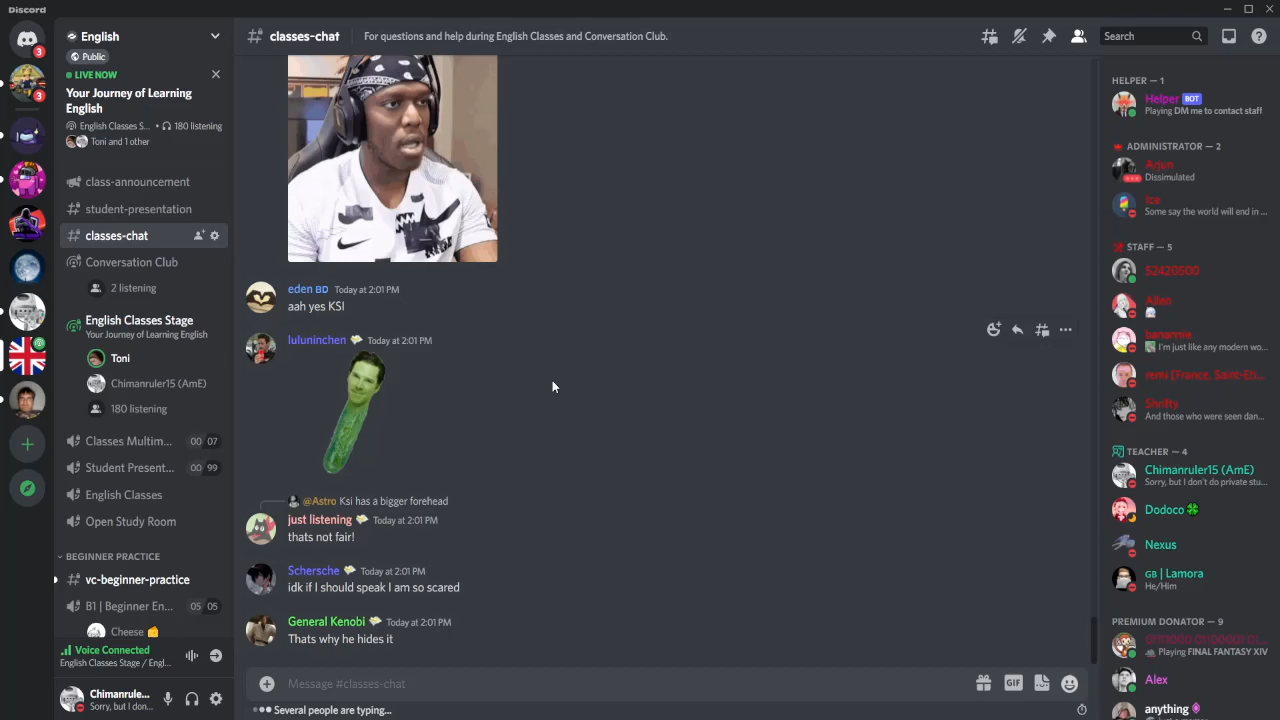 Discord
English
Public
LIVE NOW
Your Journey of Learning
English
English Classes S... • 180 listening
Toni and 1 other
class-announcement
student-presentation
classes-chat
Conversation Club
2 listening
English Classes Stage
Your Journey of Learning English
Toni
Chimanruler15 (AmE)
180 listening
Classes Multim... 00 07
Student Present... 00 99
English Classes
Open Study Room
BEGINNER PRACTICE
vc-beginner-practice
B1 | Beginner En... 05 05
Cheese
Voice Connected
English Classes Stage / Engl...
Chimanrule...
Sorry, but I don...
3
3
classes-chat
For questions and help during English Classes and Conversation Club.
Search
eden BD Today at 2:01 PM
aah yes KSI
luluninchen Today at 2:01 PM
@Astro Ksi has a bigger forehead
just listening Today at 2:01 PM
thats not fair!
Schersche Today at 2:01 PM
idk if I should speak I am so scared
General Kenobi Today at 2:01 PM
Thats why he hides it
Message #classes-chat
GIF
Several people are typing...
HELPER — 1
Helper BOT
Playing DM me to contact staff
ADMINISTRATOR — 2
Arjun
Dissimulated
Ice
Some say the world will end in ...
STAFF — 5
52420500
Allen
banannie
I'm just like any modern wo...
remi [France, Saint-Eti...
Shrifty
And those who were seen dan...
TEACHER — 4
Chimanruler15 (AmE)
Sorry, but I don't do private stu...
Dodoco
Nexus
GB | Lamora
He/Him
PREMIUM DONATOR — 9
Playing FINAL FANTASY XIV
Alex
anything